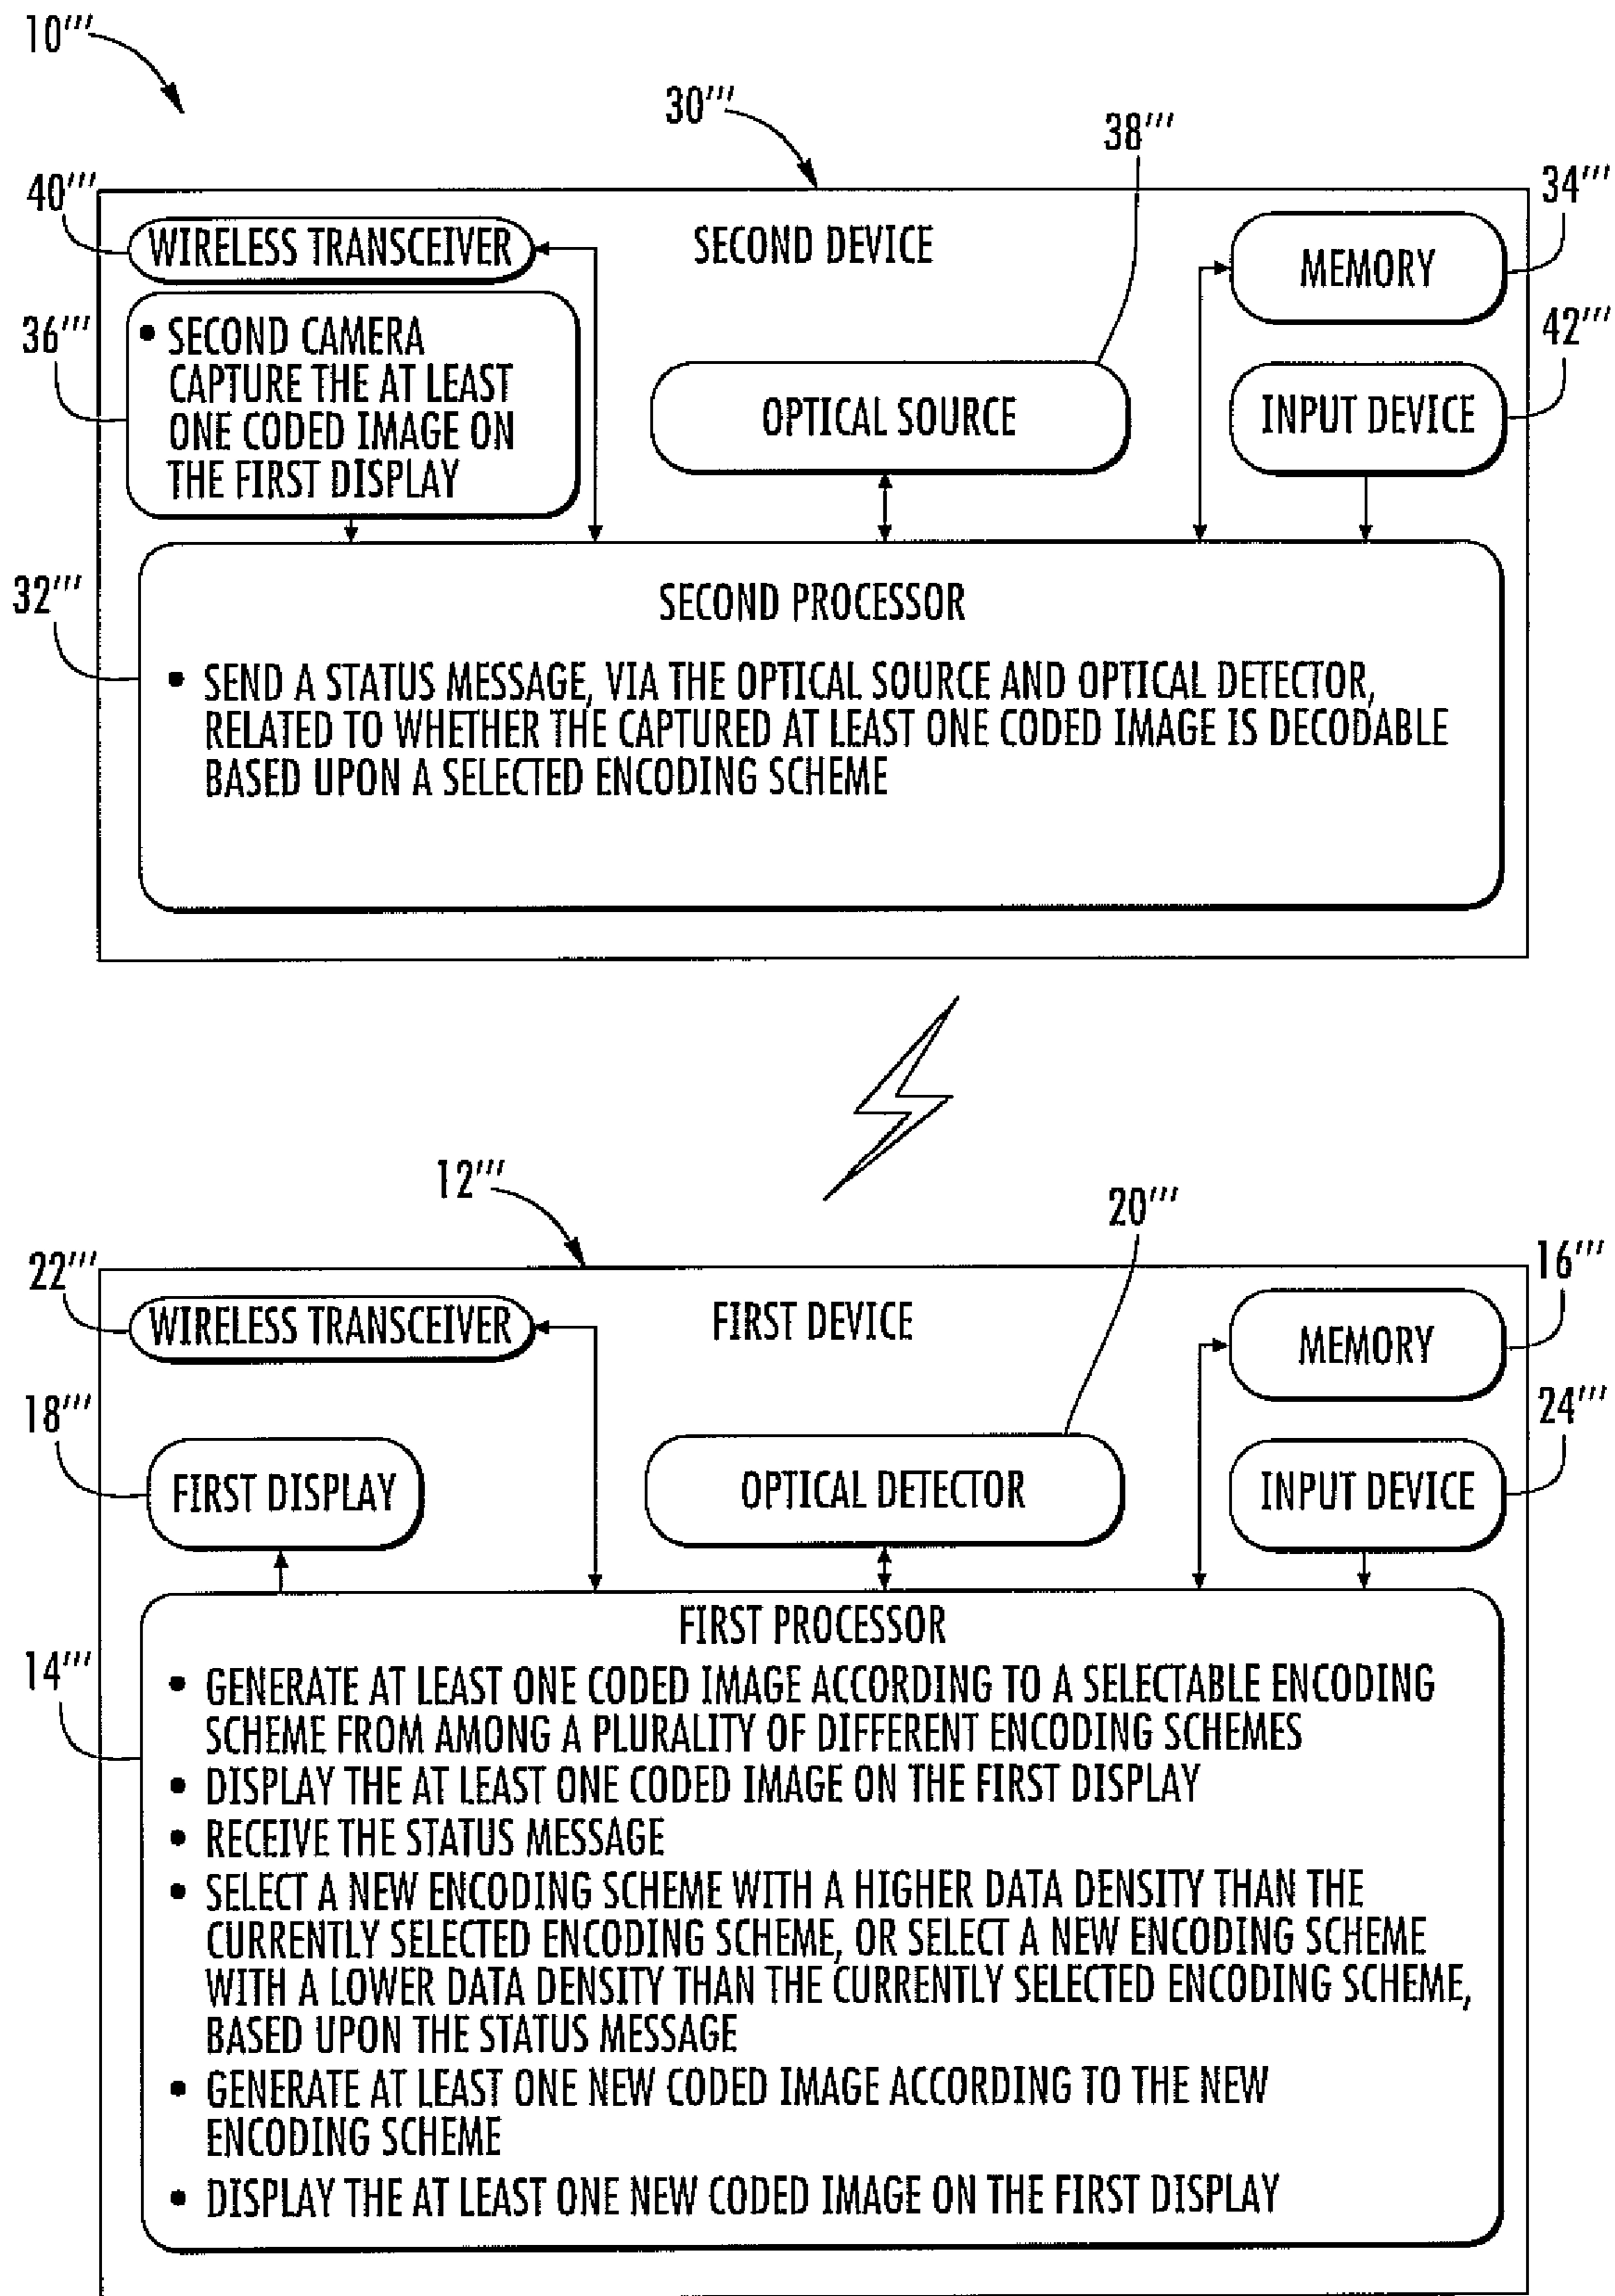 10'''
30'''
38'''
40'''
34'''
WIRELESS TRANSCEIVER
SECOND DEVICE
MEMORY
36'''
42'''
• SECOND CAMERA
CAPTURE THE AT LEAST
ONE CODED IMAGE ON
THE FIRST DISPLAY
OPTICAL SOURCE
INPUT DEVICE
32'''
SECOND PROCESSOR
• SEND A STATUS MESSAGE, VIA THE OPTICAL SOURCE AND OPTICAL DETECTOR,
RELATED TO WHETHER THE CAPTURED AT LEAST ONE CODED IMAGE IS DECODABLE
BASED UPON A SELECTED ENCODING SCHEME
12'''
20'''
22'''
16'''
WIRELESS TRANSCEIVER
FIRST DEVICE
MEMORY
18'''
24'''
FIRST DISPLAY
OPTICAL DETECTOR
INPUT DEVICE
14'''
FIRST PROCESSOR
• GENERATE AT LEAST ONE CODED IMAGE ACCORDING TO A SELECTABLE ENCODING
SCHEME FROM AMONG A PLURALITY OF DIFFERENT ENCODING SCHEMES
• DISPLAY THE AT LEAST ONE CODED IMAGE ON THE FIRST DISPLAY
• RECEIVE THE STATUS MESSAGE
• SELECT A NEW ENCODING SCHEME WITH A HIGHER DATA DENSITY THAN THE
CURRENTLY SELECTED ENCODING SCHEME, OR SELECT A NEW ENCODING SCHEME
WITH A LOWER DATA DENSITY THAN THE CURRENTLY SELECTED ENCODING SCHEME,
BASED UPON THE STATUS MESSAGE
• GENERATE AT LEAST ONE NEW CODED IMAGE ACCORDING TO THE NEW
ENCODING SCHEME
• DISPLAY THE AT LEAST ONE NEW CODED IMAGE ON THE FIRST DISPLAY